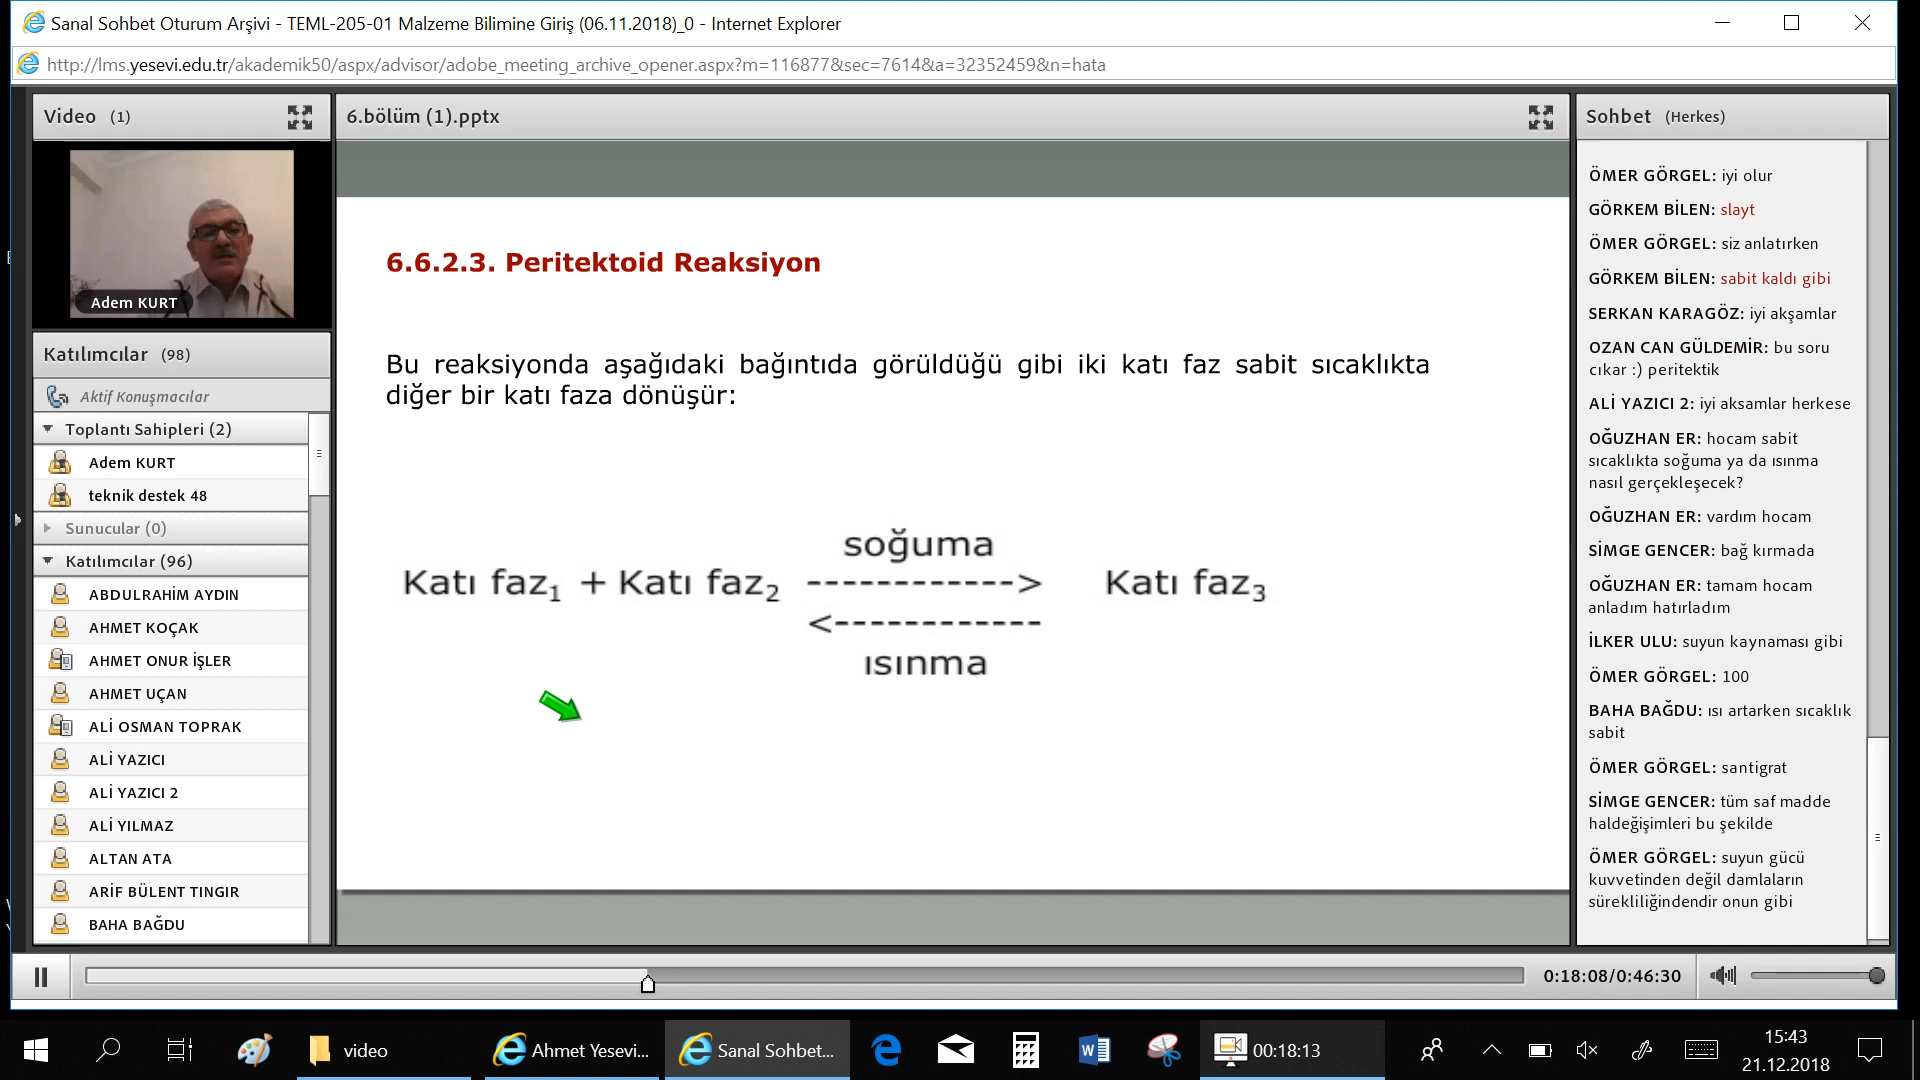 Sanal Sohbet Oturum Arşivi - TEML-205-01 Malzeme Bilimine Giriş (06.11.2018)_0 - Internet Explorer
http://lms.yesevi.edu.tr/akademik50/aspx/advisor/adobe_meeting_archive_opener.aspx?m=116877&sec=7614&a=32352459&n=hata
Video (1)
Adem KURT
Katılımcılar (98)
Aktif Konuşmacılar
Toplantı Sahipleri (2)
Adem KURT
teknik destek 48
Sunucular (0)
Katılımcılar (96)
ABDULRAHİM AYDIN
AHMET KOÇAK
AHMET ONUR İŞLER
AHMET UÇAN
ALİ OSMAN TOPRAK
ALİ YAZICI
ALİ YAZICI 2
ALİ YILMAZ
ALTAN ATA
ARİF BÜLENT TINGIR
BAHA BAĞDU
6.bölüm (1).pptx
6.6.2.3. Peritektoid Reaksiyon
Bu reaksiyonda aşağıdaki bağıntıda görüldüğü gibi iki katı faz sabit sıcaklıkta
diğer bir katı faza dönüşür:
soğuma
Katı faz₁ + Katı faz₂ ------------> Katı faz₃
<------------
ısınma
Sohbet (Herkes)
ÖMER GÖRGEL: iyi olur
GÖRKEM BİLEN: slayt
ÖMER GÖRGEL: siz anlatırken
GÖRKEM BİLEN: sabit kaldı gibi
SERKAN KARAGÖZ: iyi akşamlar
OZAN CAN GÜLDEMİR: bu soru
cıkar :) peritektik
ALİ YAZICI 2: iyi aksamlar herkese
OĞUZHAN ER: hocam sabit
sıcaklıkta soğuma ya da ısınma
nasıl gerçekleşecek?
OĞUZHAN ER: vardım hocam
SİMGE GENCER: bağ kırmada
OĞUZHAN ER: tamam hocam
anladım hatırladım
İLKER ULU: suyun kaynaması gibi
ÖMER GÖRGEL: 100
BAHA BAĞDU: ısı artarken sıcaklık
sabit
ÖMER GÖRGEL: santigrat
SİMGE GENCER: tüm saf madde
haldeğişimleri bu şekilde
ÖMER GÖRGEL: suyun gücü
kuvvetinden değil damlaların
sürekliliğindendir onun gibi
0:18:08/0:46:30
video
Ahmet Yesevi...
Sanal Sohbet...
00:18:13
15:43
21.12.2018